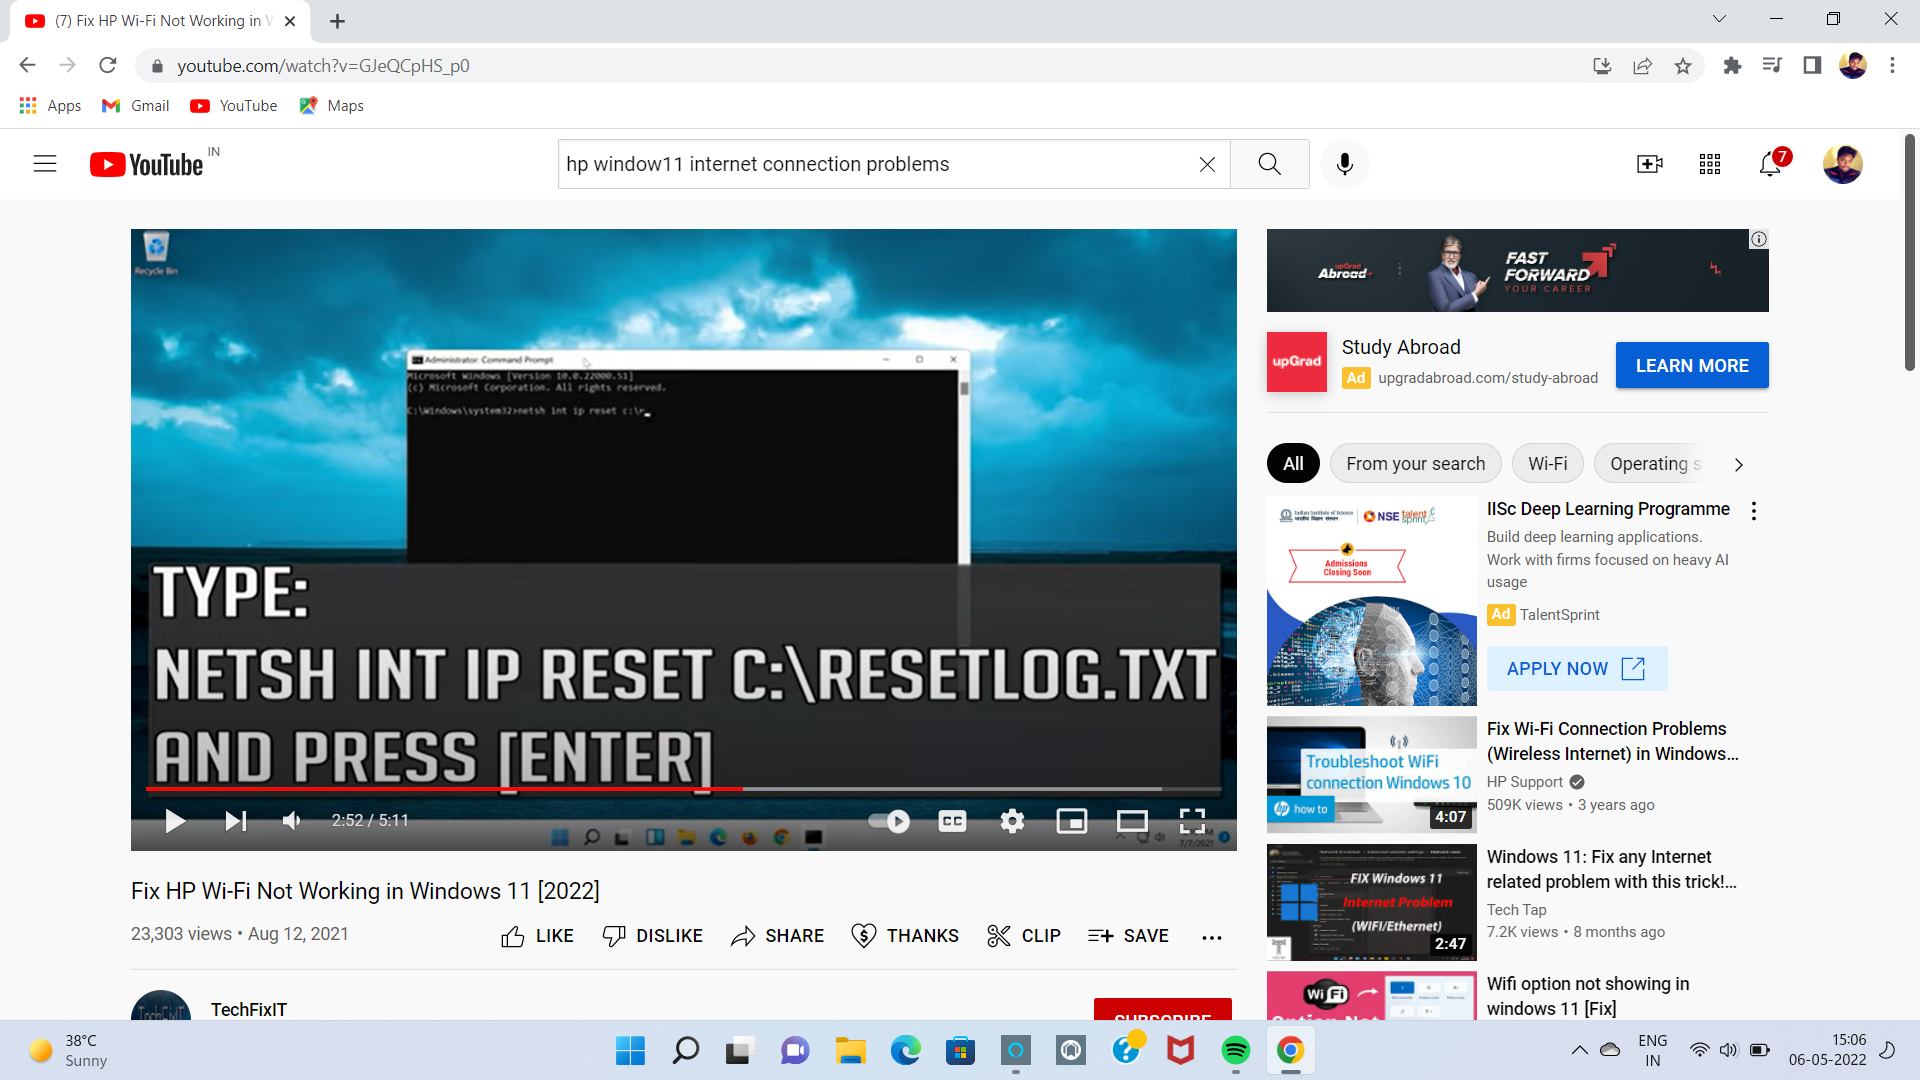 (7) Fix HP Wi-Fi Not Working in W
youtube.com/watch?v=GJeQCpHS_p0
Apps
Gmail
YouTube
Maps
YouTube IN
hp window11 internet connection problems
7
Recycle Bin
Administrator: Command Prompt
Microsoft Windows [Version 10.0.22000.51]
(c) Microsoft Corporation. All rights reserved.
C:\Windows\system32>netsh int ip reset c:\r
TYPE:
NETSH INT IP RESET C:\RESETLOG.TXT
AND PRESS [ENTER]
2:52 / 5:11
CC
Fix HP Wi-Fi Not Working in Windows 11 [2022]
23,303 views • Aug 12, 2021
LIKE
DISLIKE
SHARE
THANKS
CLIP
SAVE
TechFixIT
SUBSCRIBE
upGrad
Abroad
FAST
FORWARD
YOUR CAREER
upGrad
Study Abroad
Ad upgradabroad.com/study-abroad
LEARN MORE
All
From your search
Wi-Fi
Operating s
Indian Institute of Science
भारतीय विज्ञान संस्थान
NSE talent sprint
Admissions
Closing Soon
IISc Deep Learning Programme
Build deep learning applications.
Work with firms focused on heavy AI
usage
Ad TalentSprint
APPLY NOW
Troubleshoot WiFi
connection Windows 10
hp how to
4:07
Fix Wi-Fi Connection Problems
(Wireless Internet) in Windows...
HP Support
509K views • 3 years ago
FIX Windows 11
Internet Problem
(WIFI/Ethernet)
2:47
Windows 11: Fix any Internet
related problem with this trick!...
Tech Tap
7.2K views • 8 months ago
WiFi
Option Not
Wifi option not showing in
windows 11 [Fix]
38°C
Sunny
ENG
IN
15:06
06-05-2022